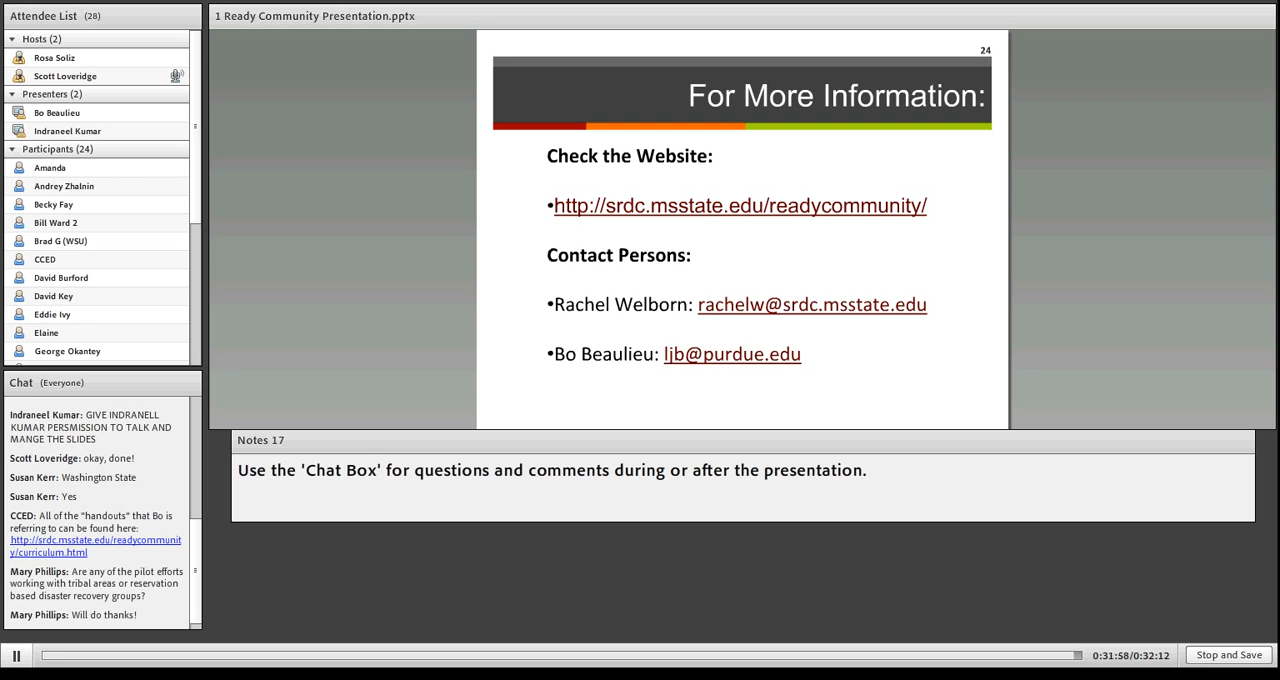 Attendee List (28)
Hosts (2)
Rosa Soliz
Scott Loveridge
Presenters (2)
Bo Beaulieu
Indraneel Kumar
Participants (24)
Amanda
Andrey Zhalnin
Becky Fay
Bill Ward 2
Brad G (WSU)
CCED
David Burford
David Key
Eddie Ivy
Elaine
George Okantey
Chat (Everyone)
Indraneel Kumar: GIVE INDRANELL
KUMAR PERSMISSION TO TALK AND
MANGE THE SLIDES
Scott Loveridge: okay, done!
Susan Kerr: Washington State
Susan Kerr: Yes
CCED: All of the "handouts" that Bo is
referring to can be found here:
http://srdc.msstate.edu/readycommunit
y/curriculum.html
Mary Phillips: Are any of the pilot efforts
working with tribal areas or reservation
based disaster recovery groups?
Mary Phillips: Will do thanks!
1 Ready Community Presentation.pptx
24
For More Information:
Check the Website:
•http://srdc.msstate.edu/readycommunity/
Contact Persons:
•Rachel Welborn: rachelw@srdc.msstate.edu
•Bo Beaulieu: ljb@purdue.edu
Notes 17
Use the 'Chat Box' for questions and comments during or after the presentation.
0:31:58/0:32:12
Stop and Save